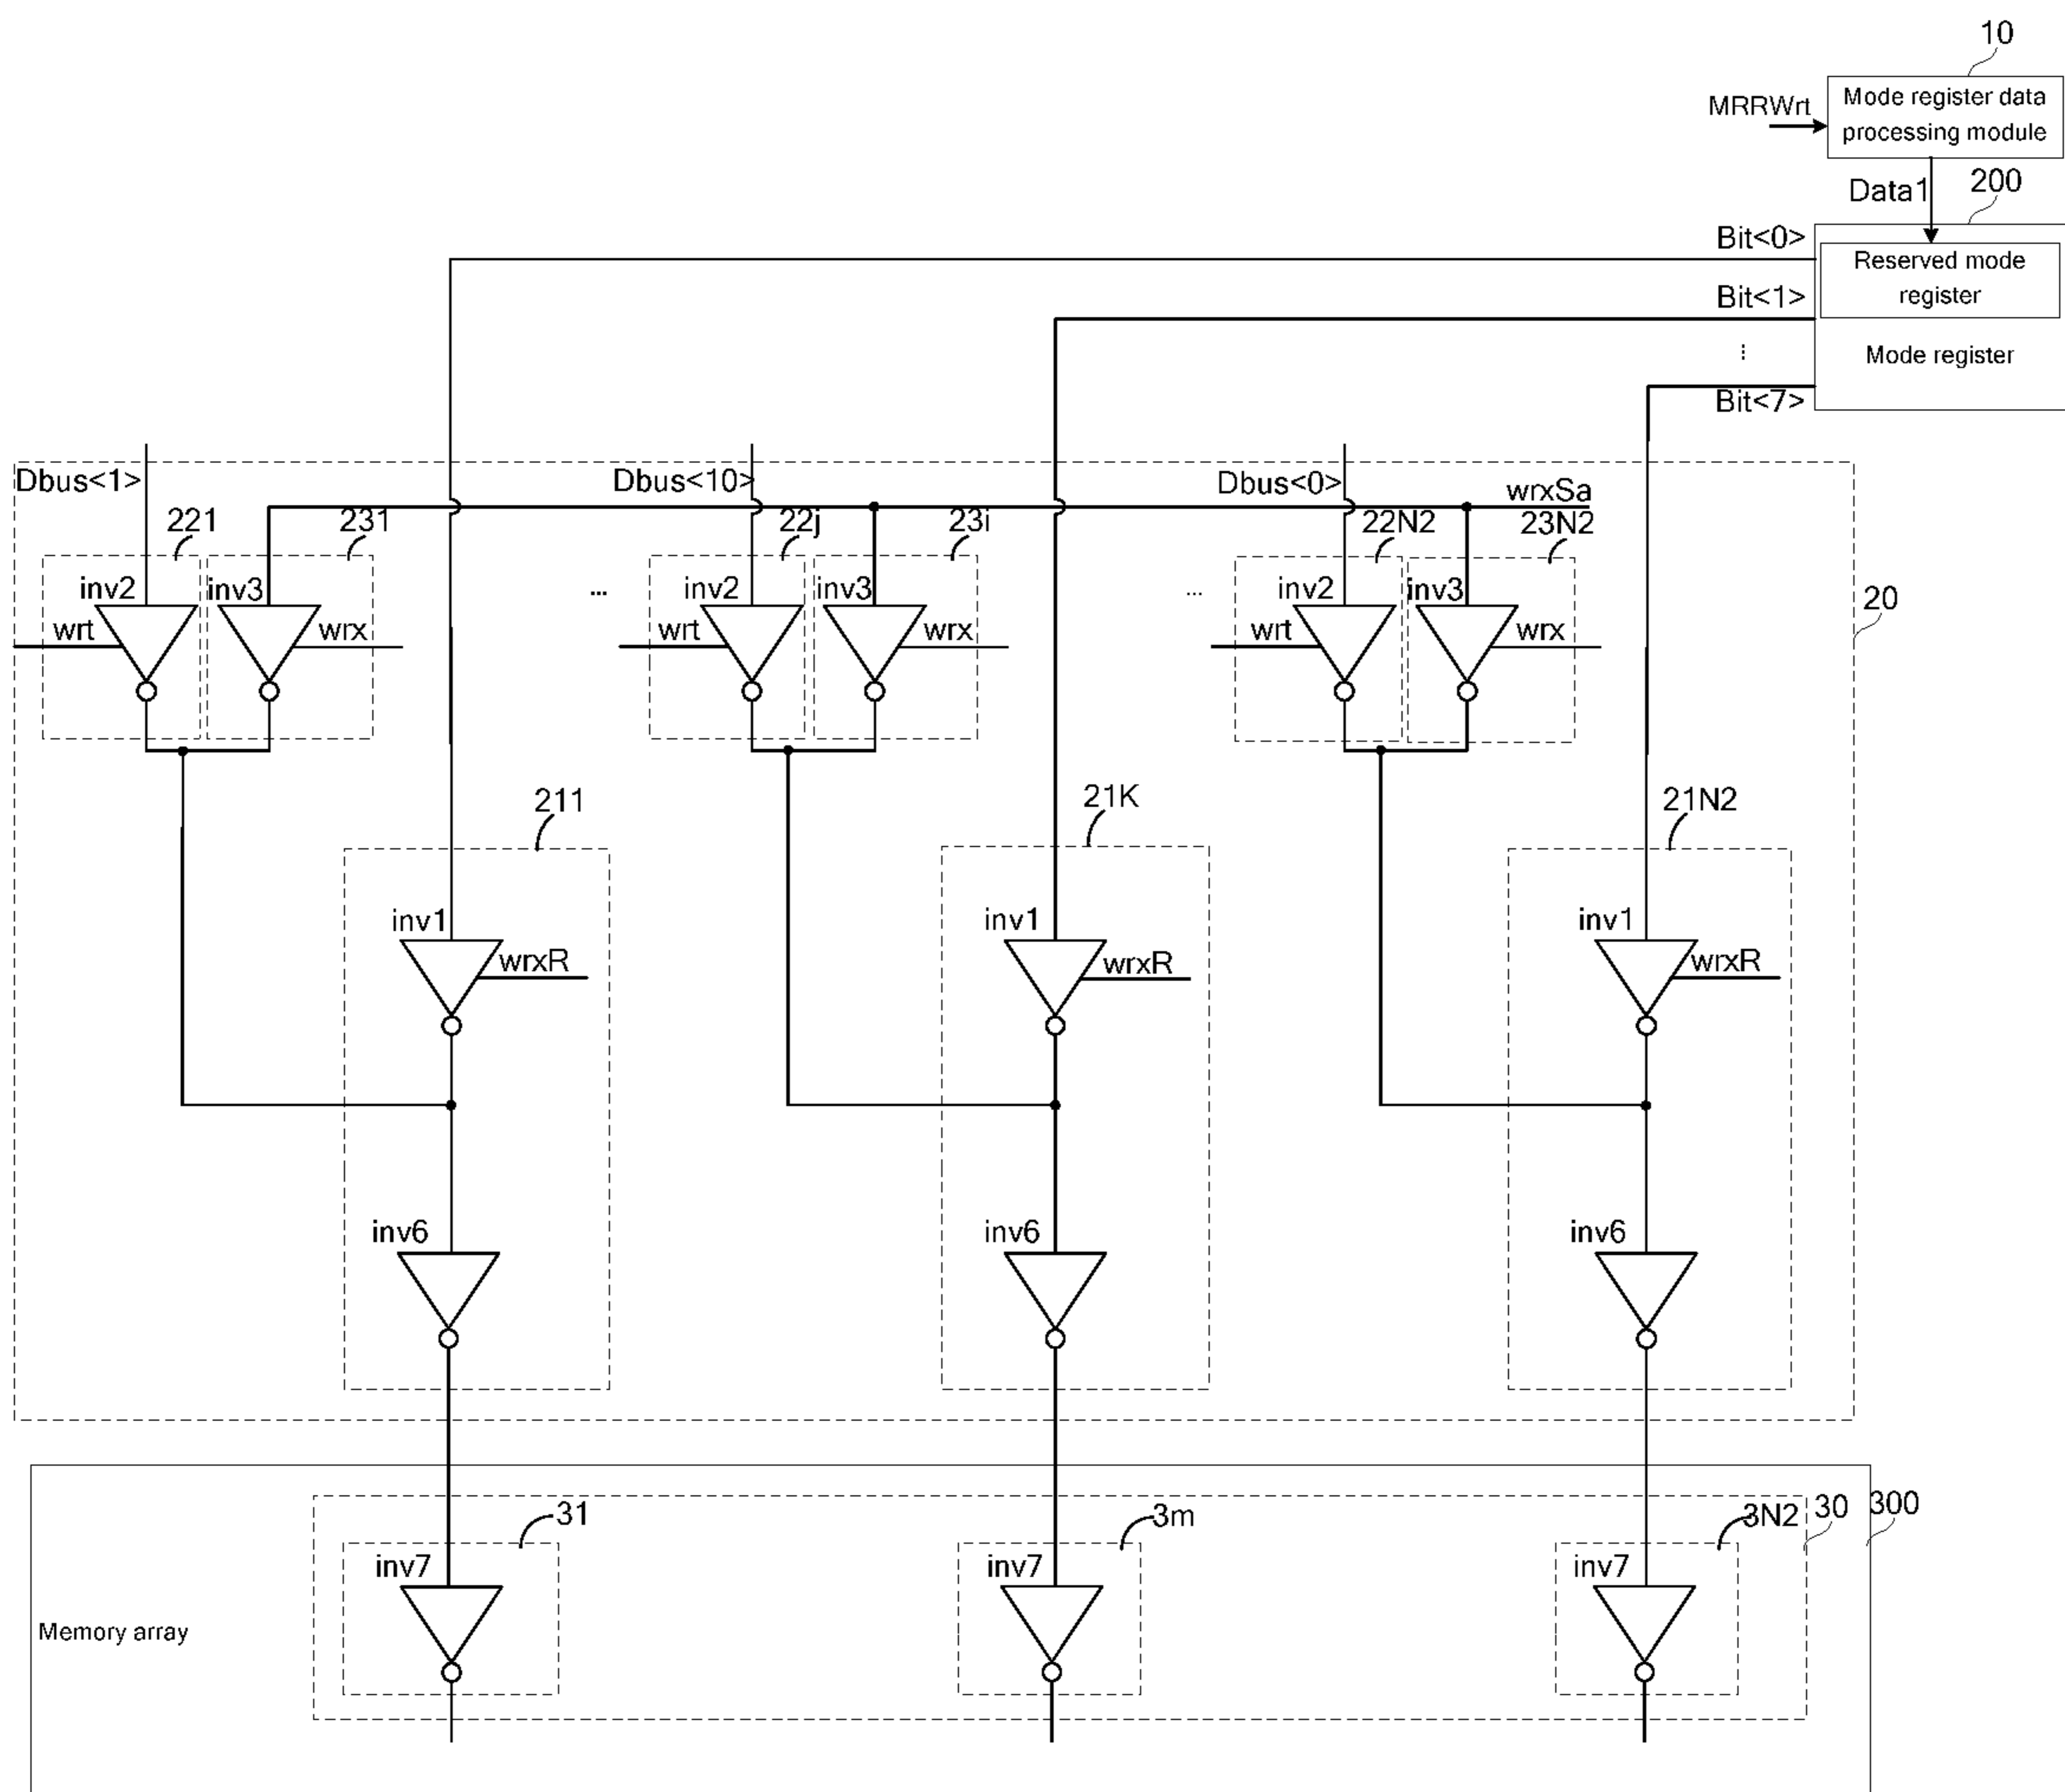 10
MRRWrt
Mode register data
processing module
Data1
200
Bit<0>
Reserved mode
register
Bit<1>
⋮
Mode register
Bit<7>
Dbus<1>
Dbus<10>
Dbus<0>
wrxSa
221
231
22j
23i
22N2
23N2
inv2
inv3
...
inv2
inv3
...
inv2
inv3
20
wrt
wrx
wrt
wrx
wrt
wrx
211
21K
21N2
inv1
inv1
inv1
wrxR
wrxR
wrxR
inv6
inv6
inv6
31
3m
3N2
30
300
inv7
inv7
inv7
Memory array